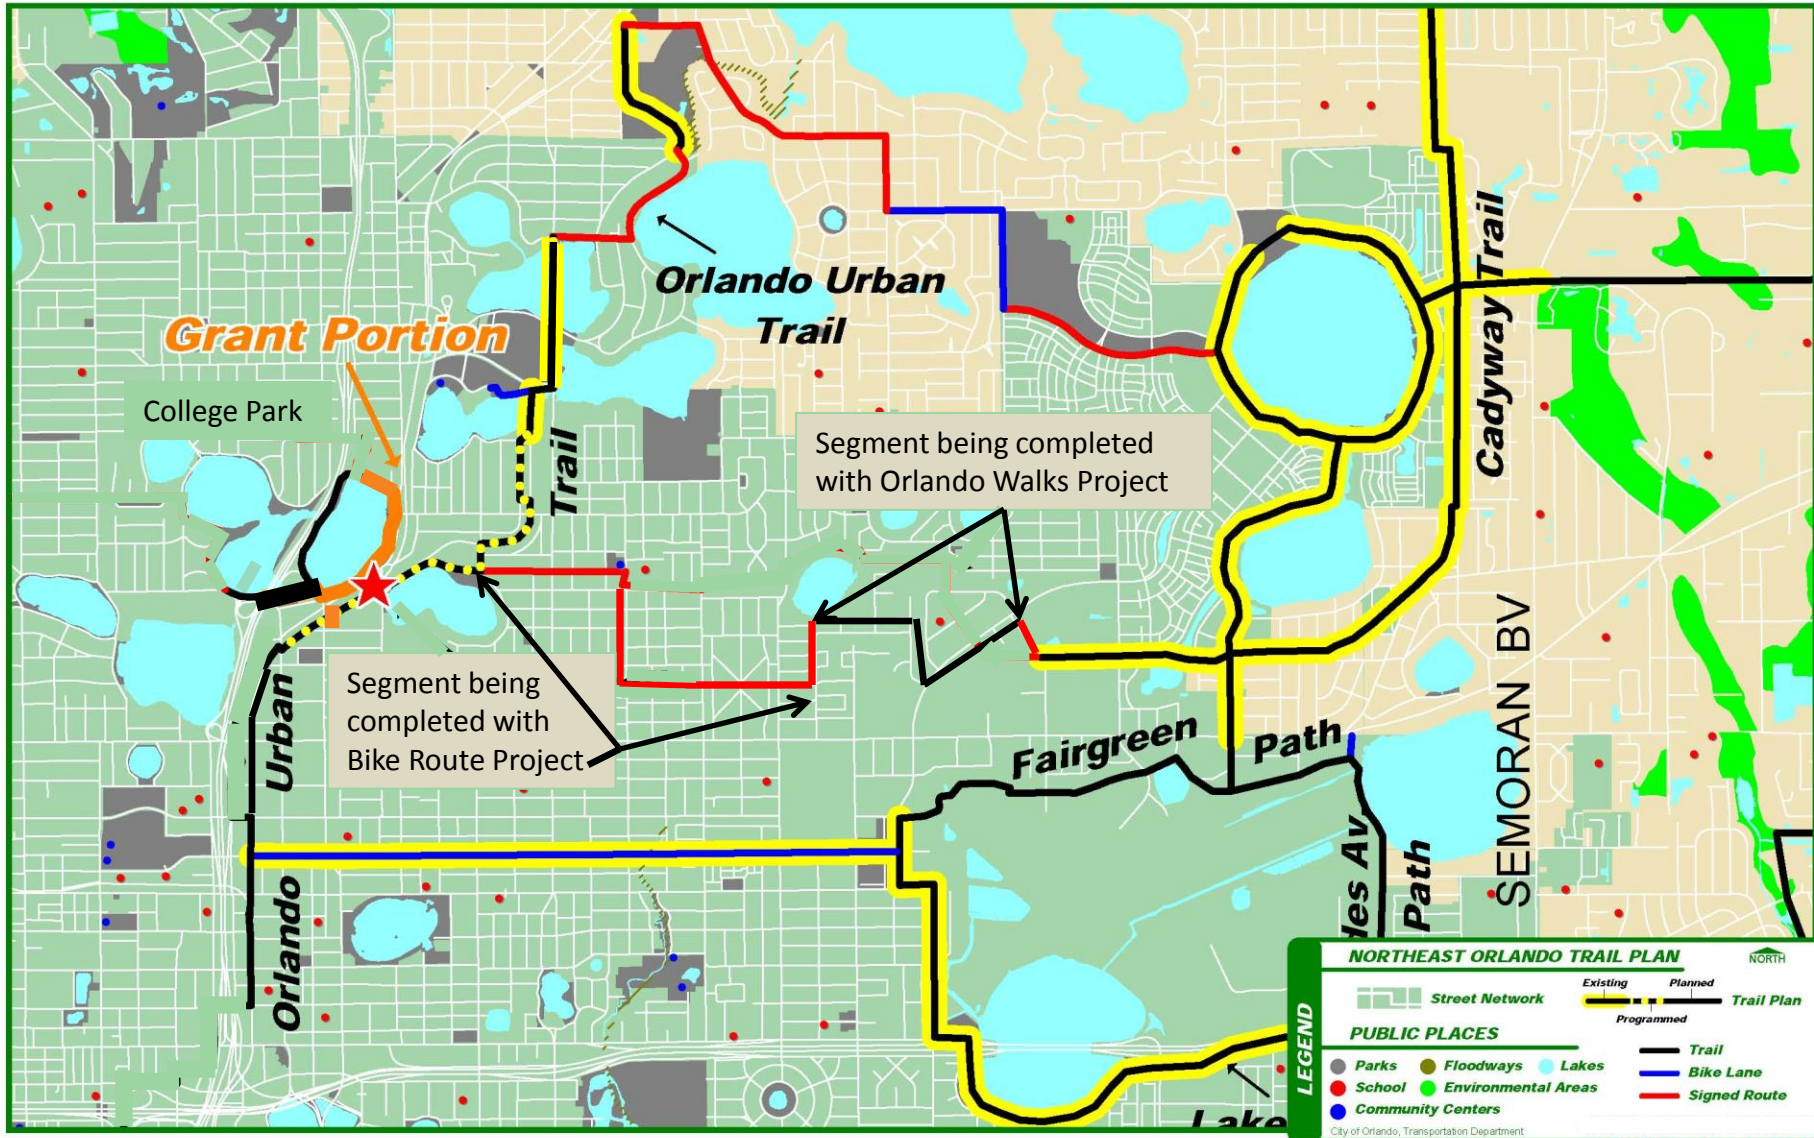 Orlando Urban
Trail
Grant Portion
College Park
Trail
Segment being completed
with Orlando Walks Project
Cadyway Trail
Segment being
completed with
Bike Route Project
Urban
Orlando
Fairgreen Path
SEMORAN BV
des Av
Path
Lake
LEGEND
NORTHEAST ORLANDO TRAIL PLAN
NORTH
Street Network
Existing
Planned
Programmed
Trail Plan
PUBLIC PLACES
Parks
Floodways
Lakes
School
Environmental Areas
Community Centers
Trail
Bike Lane
Signed Route
City of Orlando, Transportation Department